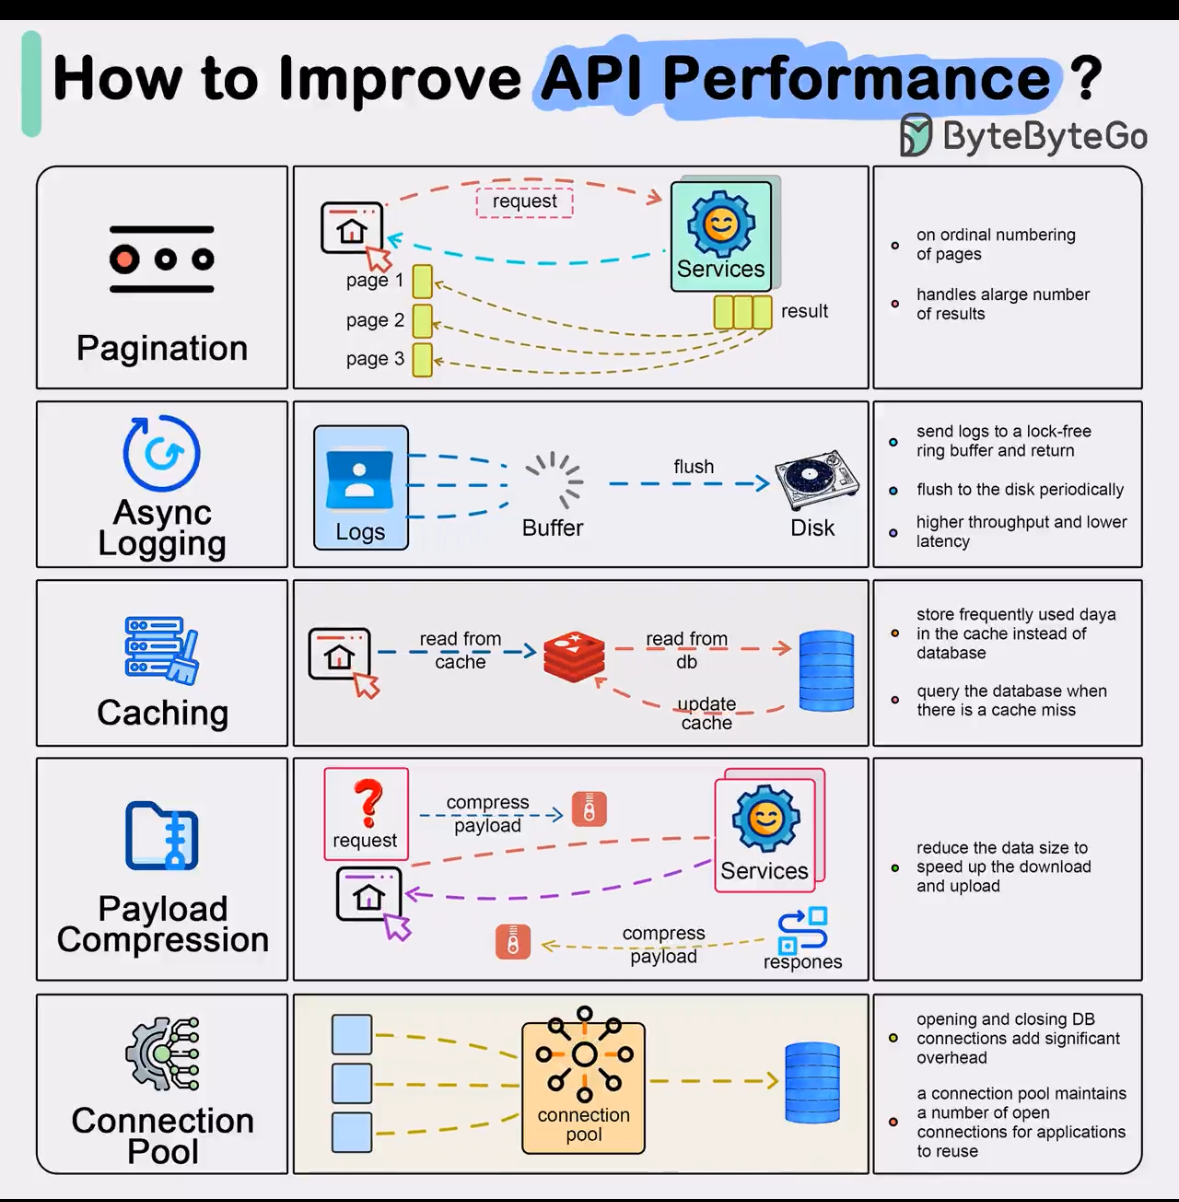 How to Improve API Performance ?
ByteByteGo
Pagination
request
Services
page 1
page 2
page 3
result
on ordinal numbering
of pages
handles alarge number
of results
Async
Logging
Logs
Buffer
flush
Disk
send logs to a lock-free
ring buffer and return
flush to the disk periodically
higher throughput and lower
latency
Caching
read from
cache
read from
db
update
cache
store frequently used daya
in the cache instead of
database
query the database when
there is a cache miss
Payload
Compression
request
compress
payload
Services
compress
payload
respones
reduce the data size to
speed up the download
and upload
Connection
Pool
connection
pool
opening and closing DB
connections add significant
overhead
a connection pool maintains
a number of open
connections for applications
to reuse